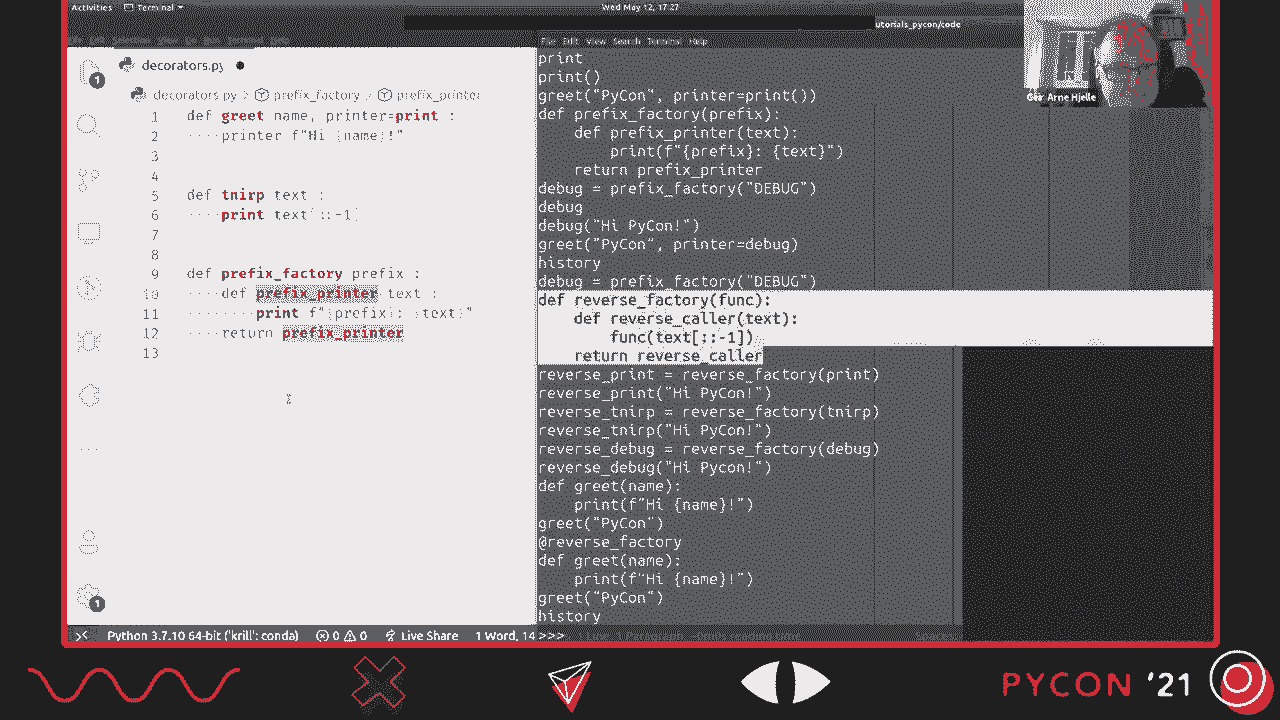 Activities Terminal Wed May 12, 17:27
utorials_pycon/code
File Edit View Search Terminal Help
decorators.py
decorators.py > prefix_factory > prefix_printer
1 def greet name, printer=print :
2 ····printer f"Hi {name}!"
3
4
5 def tnirp text :
6 ····print text[::-1]
7
8
9 def prefix_factory prefix :
10 ····def prefix_printer text :
11 ········print f"{prefix}: {text}"
12 ····return prefix_printer
13
1
1
Python 3.7.10 64-bit ('krill': conda) 0 0 Live Share 1 Word, 14
print
print()
greet("PyCon", printer=print())
def prefix_factory(prefix):
    def prefix_printer(text):
        print(f"{prefix}: {text}")
    return prefix_printer
debug = prefix_factory("DEBUG")
debug
debug("Hi PyCon!")
greet("PyCon", printer=debug)
history
debug = prefix_factory("DEBUG")
def reverse_factory(func):
    def reverse_caller(text):
        func(text[::-1])
    return reverse_caller
reverse_print = reverse_factory(print)
reverse_print("Hi PyCon!")
reverse_tnirp = reverse_factory(tnirp)
reverse_tnirp("Hi PyCon!")
reverse_debug = reverse_factory(debug)
reverse_debug("Hi Pycon!")
def greet(name):
    print(f"Hi {name}!")
greet("PyCon")
@reverse_factory
def greet(name):
    print(f"Hi {name}!")
greet("PyCon")
history
>>>
Geir Arne Hjelle
PYCON '21